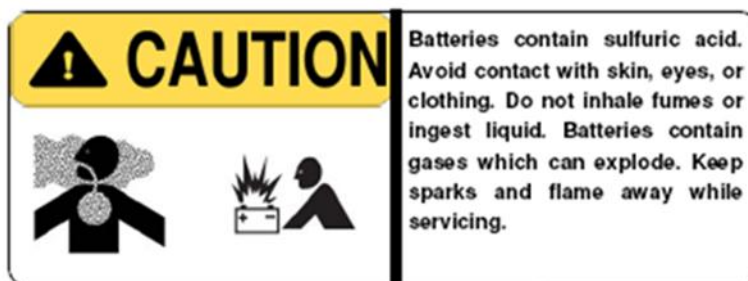 CAUTION
Batteries contain sulfuric acid.
Avoid contact with skin, eyes, or
clothing. Do not inhale fumes or
ingest liquid. Batteries contain
gases which can explode. Keep
sparks and flame away while
servicing.
+ −